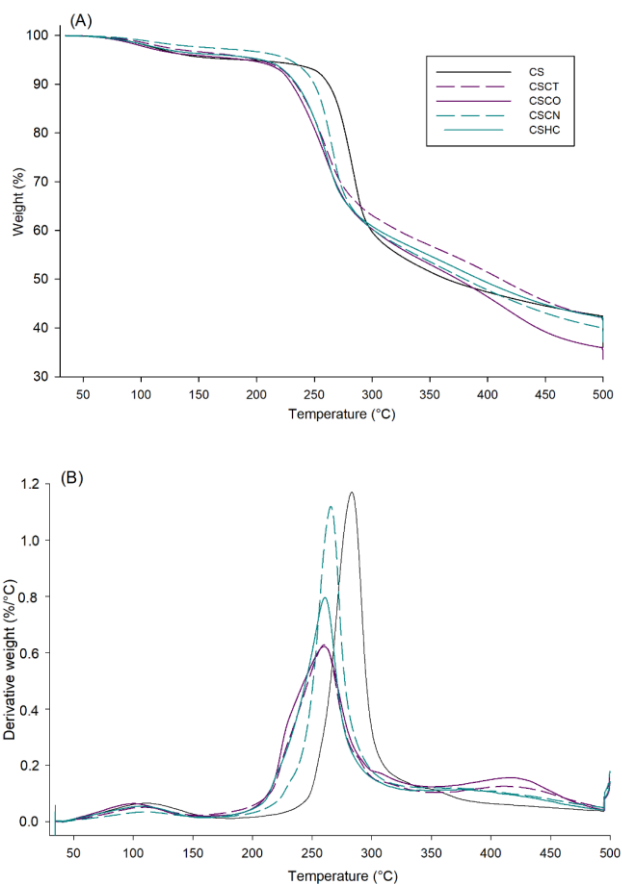 (A)
100
90
80
70
60
50
40
30
Weight (%)
CS
CSCT
CSCO
CSCN
CSHC
50 100 150 200 250 300 350 400 450 500
Temperature (°C)
(B)
1.2
1.0
0.8
0.6
0.4
0.2
0.0
Derivative weight (%/°C)
50 100 150 200 250 300 350 400 450 500
Temperature (°C)